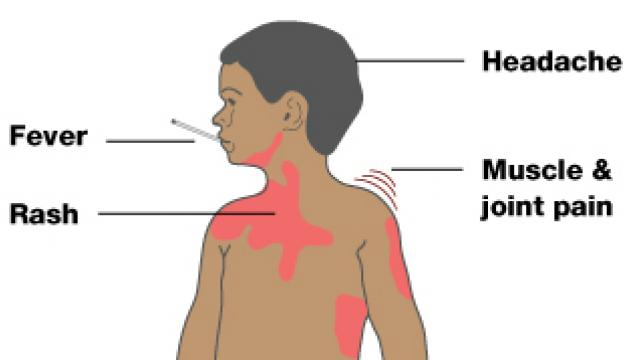 Headache
Fever
Muscle &
joint pain
Rash